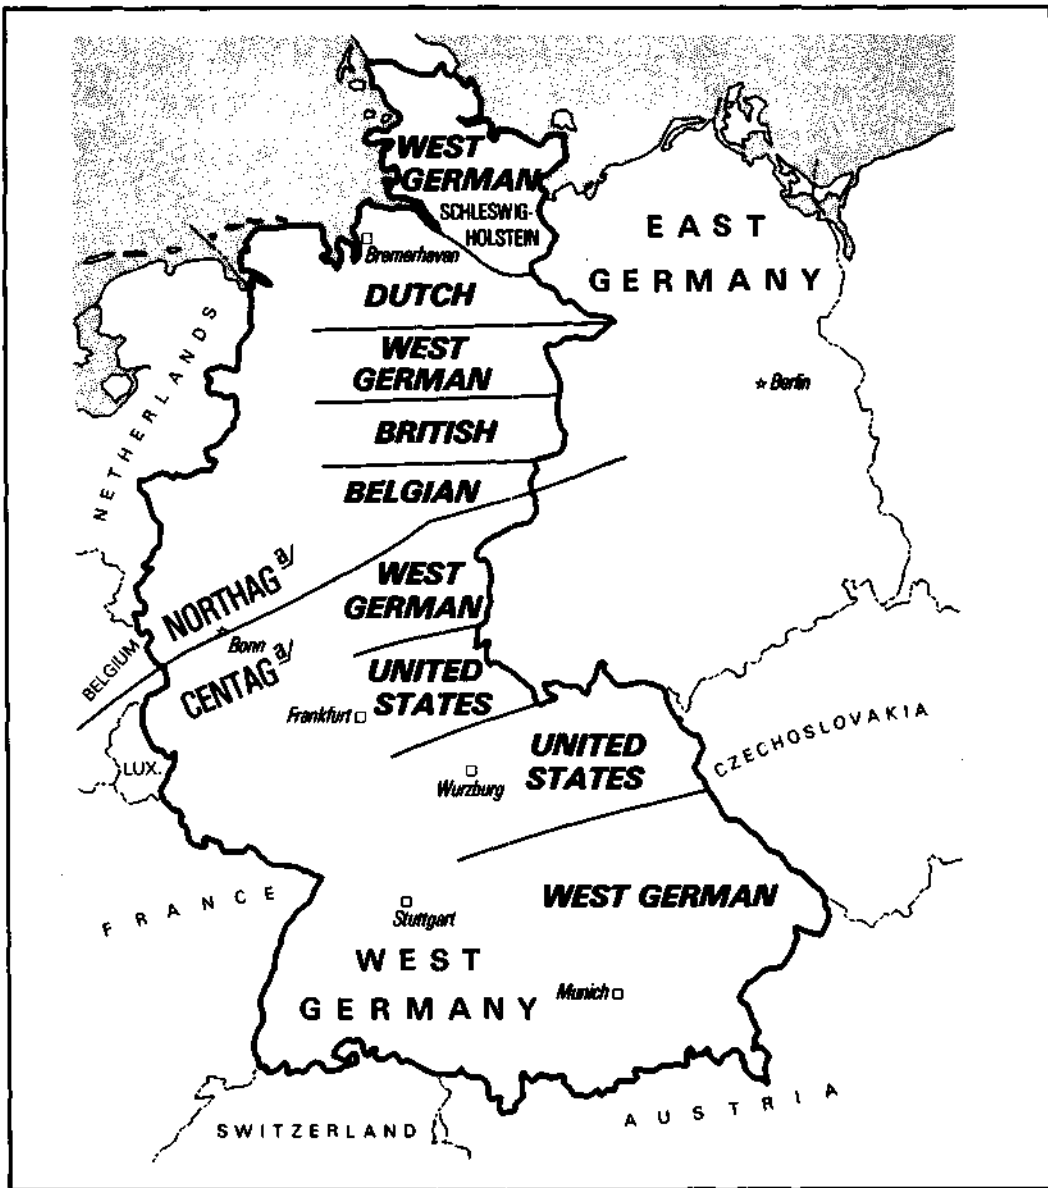 WEST
GERMAN
SCHLESWIG-
HOLSTEIN
EAST
GERMANY
Bremerhaven
DUTCH
NETHERLANDS
WEST
GERMAN
Berlin
BRITISH
BELGIAN
NORTHAG a/
WEST
GERMAN
BELGIUM
Bonn
CENTAG a/
UNITED
STATES
Frankfurt
UNITED
STATES
CZECHOSLOVAKIA
LUX.
Wurzburg
FRANCE
WEST GERMAN
Stuttgart
WEST
GERMANY
Munich
AUSTRIA
SWITZERLAND